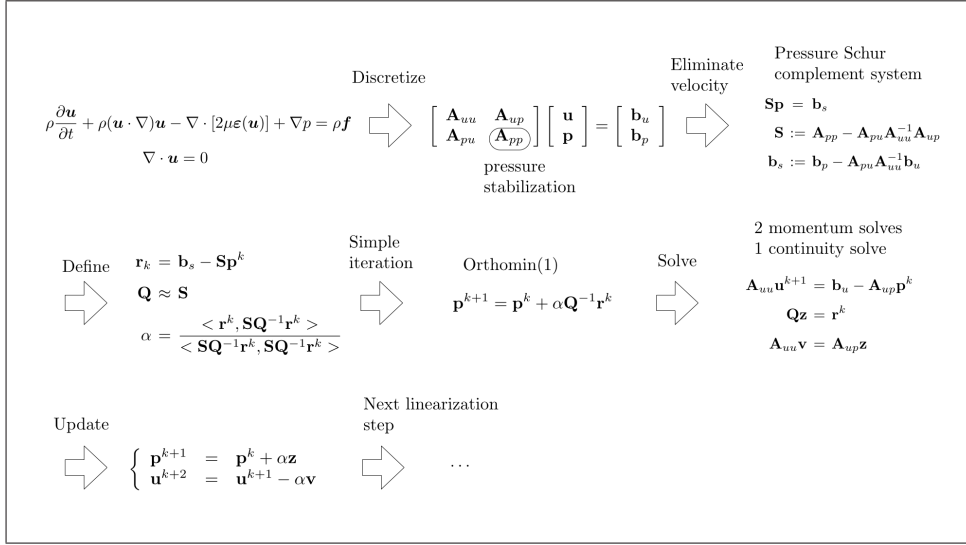 Discretize
Eliminate
velocity
Pressure Schur
complement system
ρ ∂u/∂t + ρ(u · ∇)u − ∇ · [2με(u)] + ∇p = ρf
∇ · u = 0
[ A_uu A_up ; A_pu A_pp ] [ u ; p ] = [ b_u ; b_p ]
pressure
stabilization
Sp = b_s
S := A_pp − A_pu A_uu^{-1} A_up
b_s := b_p − A_pu A_uu^{-1} b_u
Define
r_k = b_s − Sp^k
Q ≈ S
α = < r^k, SQ^{-1}r^k > / < SQ^{-1}r^k, SQ^{-1}r^k >
Simple
iteration
Orthomin(1)
p^{k+1} = p^k + αQ^{-1}r^k
Solve
2 momentum solves
1 continuity solve
A_uu u^{k+1} = b_u − A_up p^k
Qz = r^k
A_uu v = A_up z
Update
{ p^{k+1} = p^k + αz
u^{k+2} = u^{k+1} − αv
Next linearization
step
...